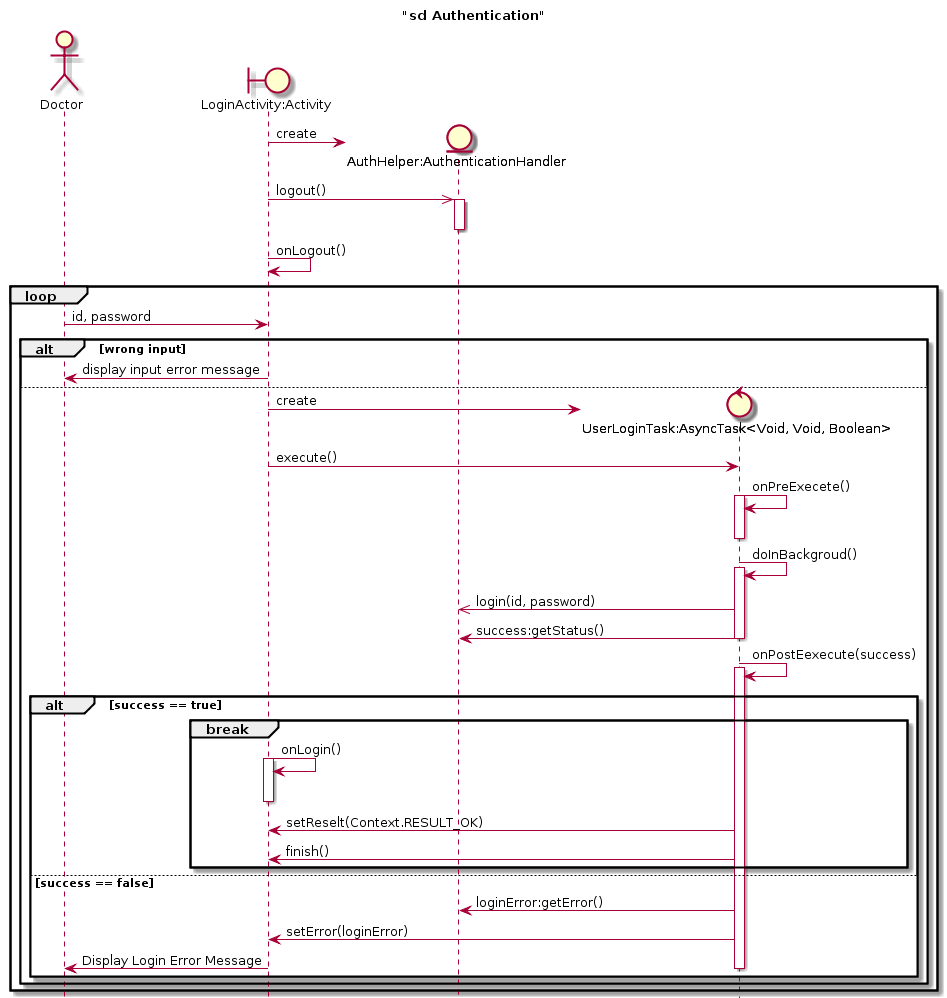 "sd Authentication"
Doctor
LoginActivity:Activity
create
AuthHelper:AuthenticationHandler
logout()
onLogout()
loop
id, password
alt [wrong input]
display input error message
create
UserLoginTask:AsyncTask<Void, Void, Boolean>
execute()
onPreExecete()
doInBackgroud()
login(id, password)
success:getStatus()
onPostEexecute(success)
alt [success == true]
break
onLogin()
setReselt(Context.RESULT_OK)
finish()
[success == false]
loginError:getError()
setError(loginError)
Display Login Error Message